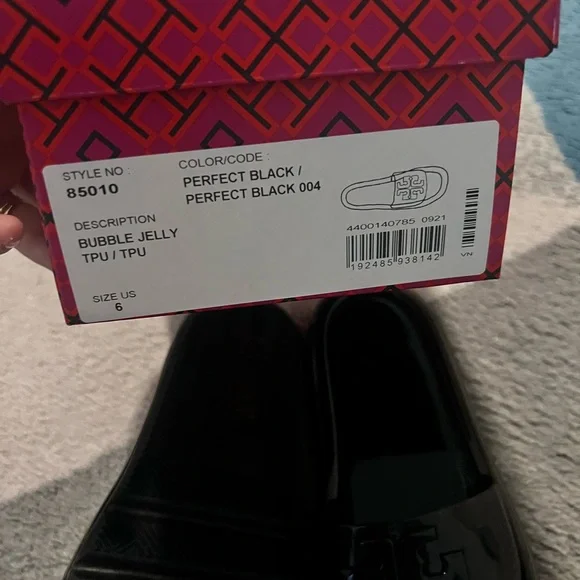 STYLE NO :
85010
COLOR/CODE :
PERFECT BLACK /
PERFECT BLACK 004
DESCRIPTION
BUBBLE JELLY
TPU / TPU
SIZE US
6
4400140785 0921
192485 938142
VN